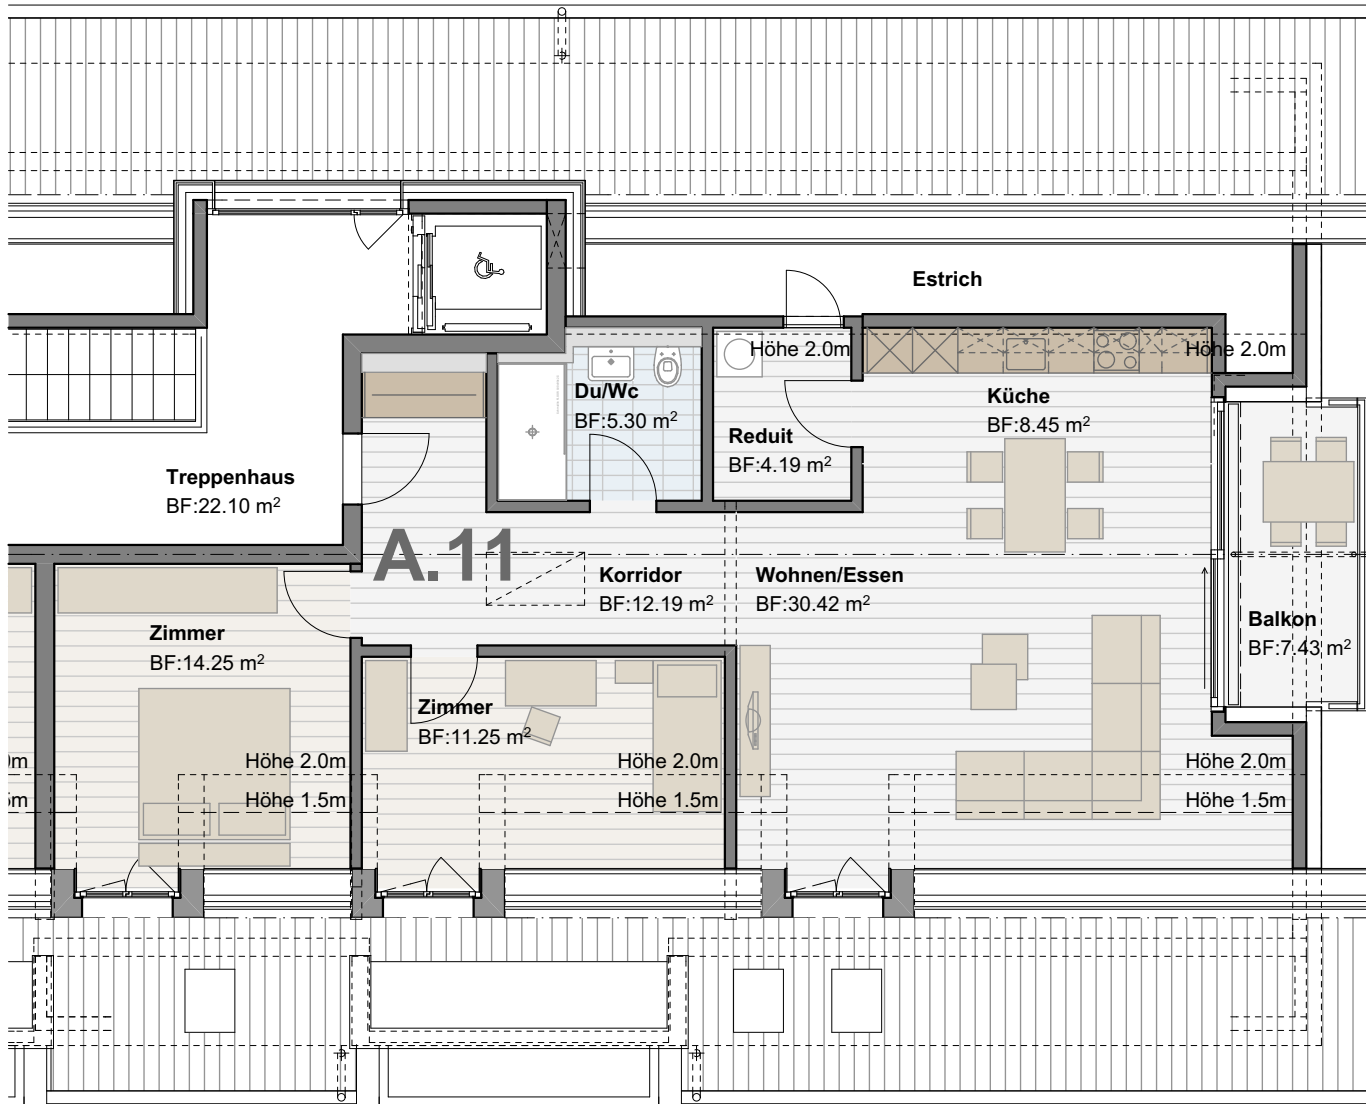 Estrich
Höhe 2.0m
Höhe 2.0m
Du/Wc
BF:5.30 m²
Küche
BF:8.45 m²
Reduit
BF:4.19 m²
Treppenhaus
BF:22.10 m²
A.11
Korridor
BF:12.19 m²
Wohnen/Essen
BF:30.42 m²
Balkon
BF:7.43 m²
Zimmer
BF:14.25 m²
Zimmer
BF:11.25 m²
0m
Höhe 2.0m
Höhe 2.0m
Höhe 2.0m
5m
Höhe 1.5m
Höhe 1.5m
Höhe 1.5m